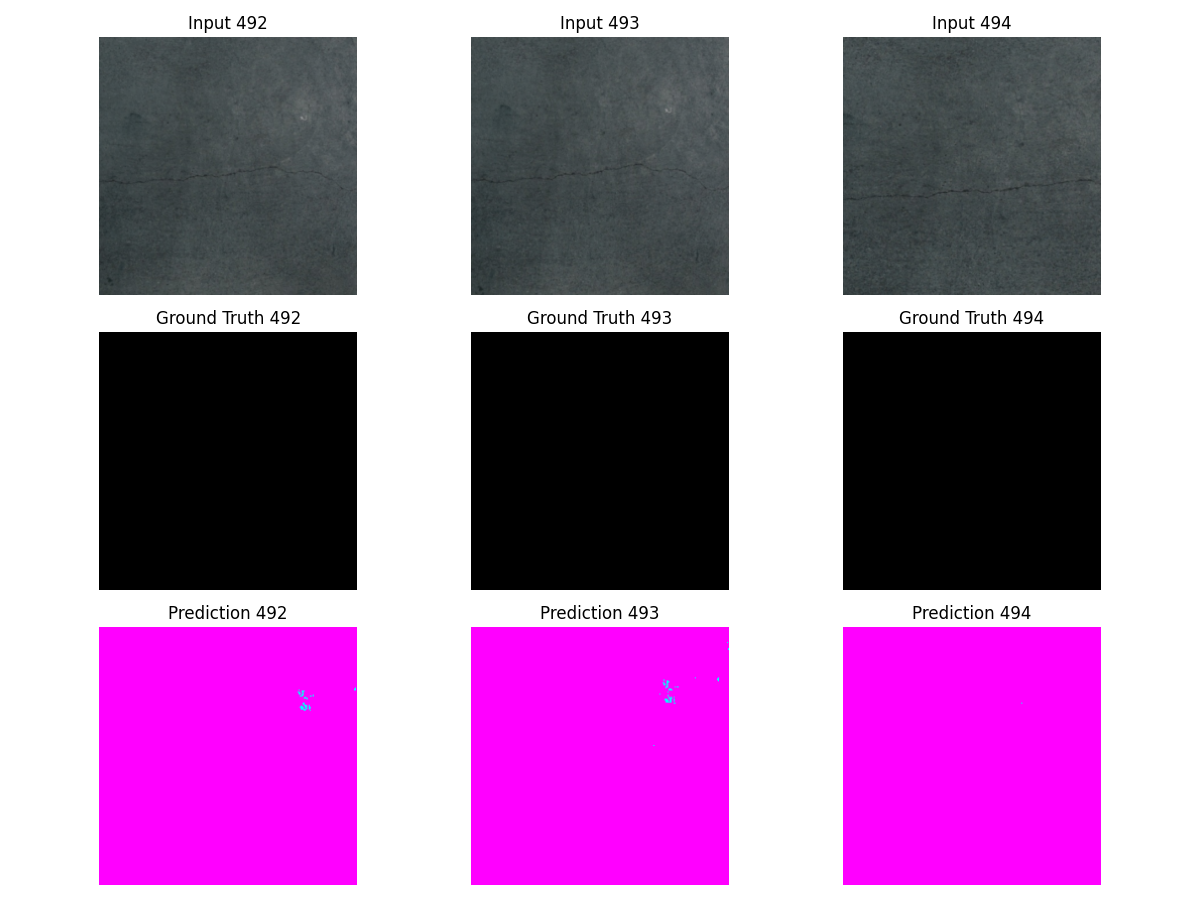 Input 492
Input 493
Input 494
Ground Truth 492
Ground Truth 493
Ground Truth 494
Prediction 492
Prediction 493
Prediction 494